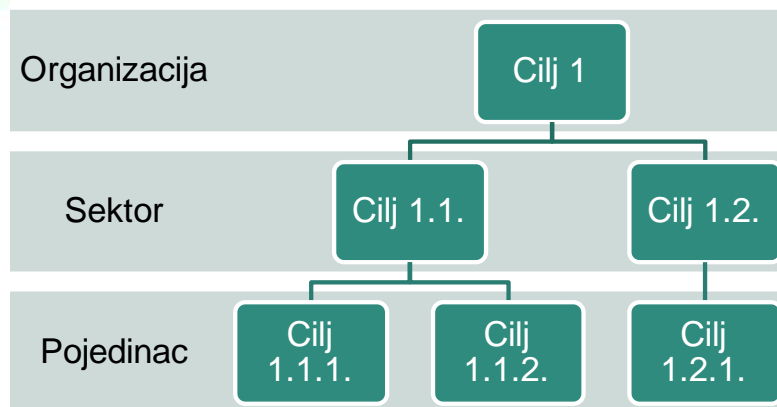 Organizacija
Cilj 1
Sektor
Cilj 1.1.
Cilj 1.2.
Pojedinac
Cilj
1.1.1.
Cilj
1.1.2.
Cilj
1.2.1.